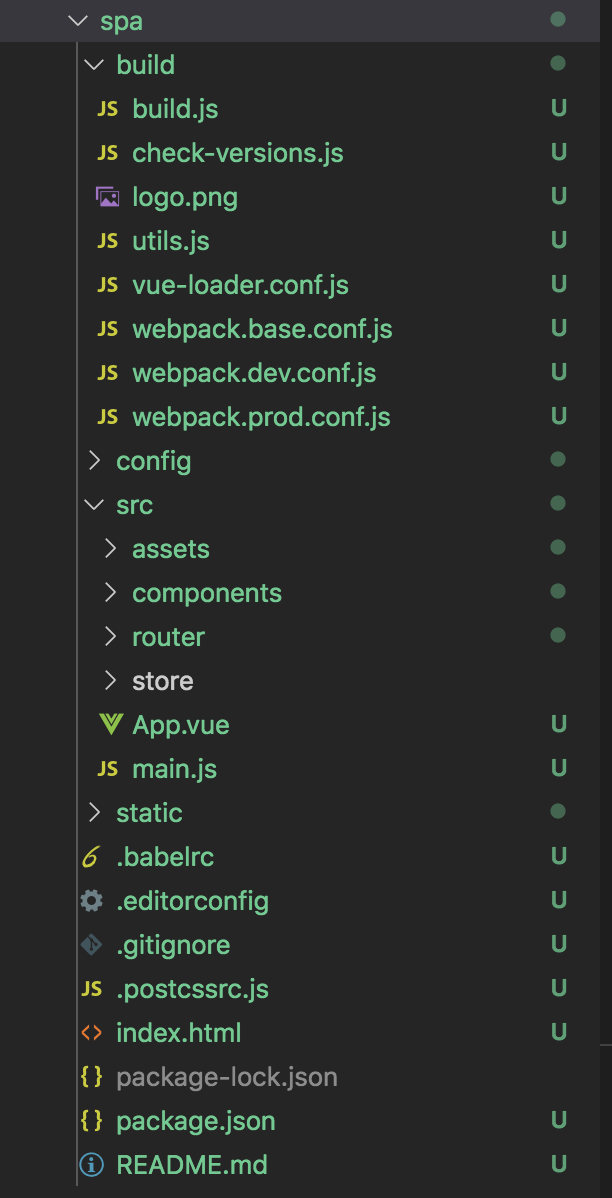 spa
build
JS build.js U
JS check-versions.js U
logo.png U
JS utils.js U
JS vue-loader.conf.js U
JS webpack.base.conf.js U
JS webpack.dev.conf.js U
JS webpack.prod.conf.js U
config
src
assets
components
router
store
App.vue U
JS main.js U
static
.babelrc U
.editorconfig U
.gitignore U
JS .postcssrc.js U
<> index.html U
{} package-lock.json
{} package.json U
README.md U